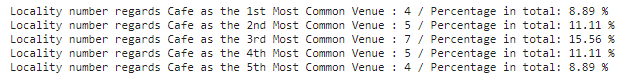 Locality number regards Cafe as the 1st Most Common Venue : 4 / Percentage in total: 8.89 %
Locality number regards Cafe as the 2nd Most Common Venue : 5 / Percentage in total: 11.11 %
Locality number regards Cafe as the 3rd Most Common Venue : 7 / Percentage in total: 15.56 %
Locality number regards Cafe as the 4th Most Common Venue : 5 / Percentage in total: 11.11 %
Locality number regards Cafe as the 5th Most Common Venue : 4 / Percentage in total: 8.89 %